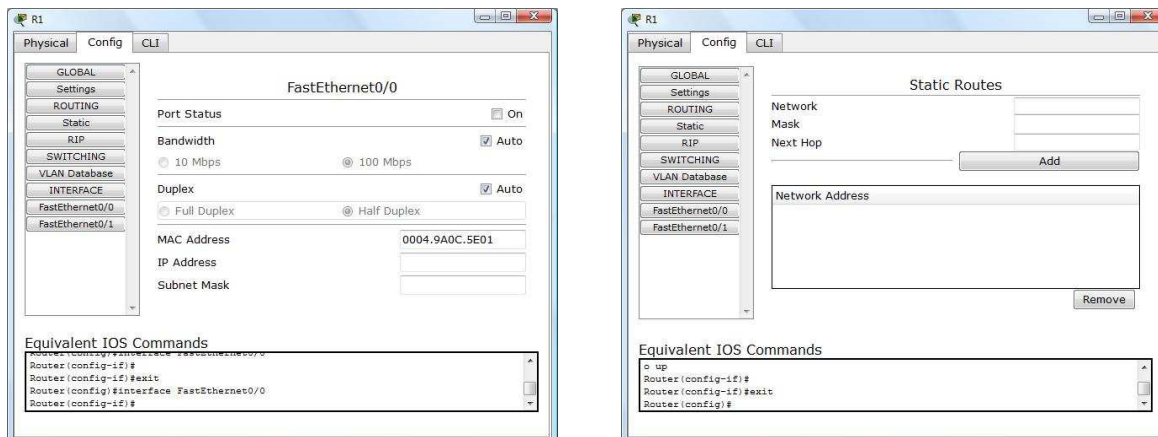 R1
Physical Config CLI
GLOBAL
Settings
ROUTING
Static
RIP
SWITCHING
VLAN Database
INTERFACE
FastEthernet0/0
FastEthernet0/1
FastEthernet0/0
Port Status On
Bandwidth Auto
10 Mbps 100 Mbps
Duplex Auto
Full Duplex Half Duplex
MAC Address 0004.9A0C.5E01
IP Address
Subnet Mask
Equivalent IOS Commands
Router(config)#interface FastEthernet0/0
Router(config-if)#
Router(config-if)#exit
Router(config)#interface FastEthernet0/0
Router(config-if)#
R1
Physical Config CLI
GLOBAL
Settings
ROUTING
Static
RIP
SWITCHING
VLAN Database
INTERFACE
FastEthernet0/0
FastEthernet0/1
Static Routes
Network
Mask
Next Hop
Add
Network Address
Remove
Equivalent IOS Commands
o up
Router(config-if)#
Router(config-if)#exit
Router(config)#